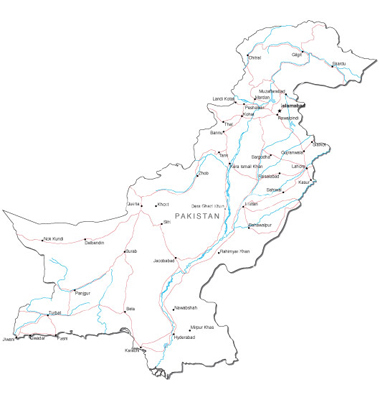 Gilgit
Skardu
Chitral
Muzaffarabad
Mardan
Landi Kotal
Peshawar
Islamabad
Kohat
Rawalpindi
Thal
Bannu
Sialkot
Gujranwala
Tank
Sargodha
Dera Ismail Khan
Lahore
Faisalabad
Zhob
Kasur
Sahiwal
Dera Ghazi Khan
Multan
Khost
PAKISTAN
Sibi
Bahawalpur
Nok Kundi
Dalbandin
Surab
Rahimyar Khan
Jacobabad
Panjgur
Nawabshah
Bela
Turbat
Mirpur Khas
Jiwani
Gwadar
Pasni
Hyderabad
Karachi